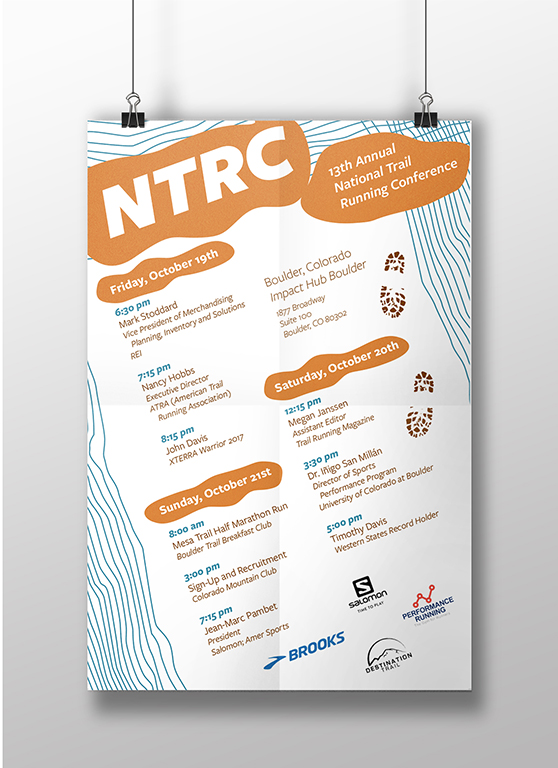 NTRC
13th Annual
National Trail
Running Conference
Friday, October 19th
6:30 pm
Mark Stoddard
Vice President of Merchandising
Planning, Inventory and Solutions
REI
7:15 pm
Nancy Hobbs
Executive Director
ATRA (American Trail
Running Association)
8:15 pm
John Davis
XTERRA Warrior 2017
Boulder, Colorado
Impact Hub Boulder
1877 Broadway
Suite 100
Boulder, CO 80302
Saturday, October 20th
12:15 pm
Megan Janssen
Assistant Editor
Trail Running Magazine
3:30 pm
Dr. Iñigo San Millán
Director of Sports
Performance Program
University of Colorado at Boulder
5:00 pm
Timothy Davis
Western States Record Holder
Sunday, October 21st
8:00 am
Mesa Trail Half Marathon Run
Boulder Trail Breakfast Club
3:00 pm
Sign-Up and Recruitment
Colorado Mountain Club
7:15 pm
Jean-Marc Pambet
President
Salomon; Amer Sports
SALOMON
TIME TO PLAY
PERFORMANCE
RUNNING
BROOKS
DESTINATION
TRAIL